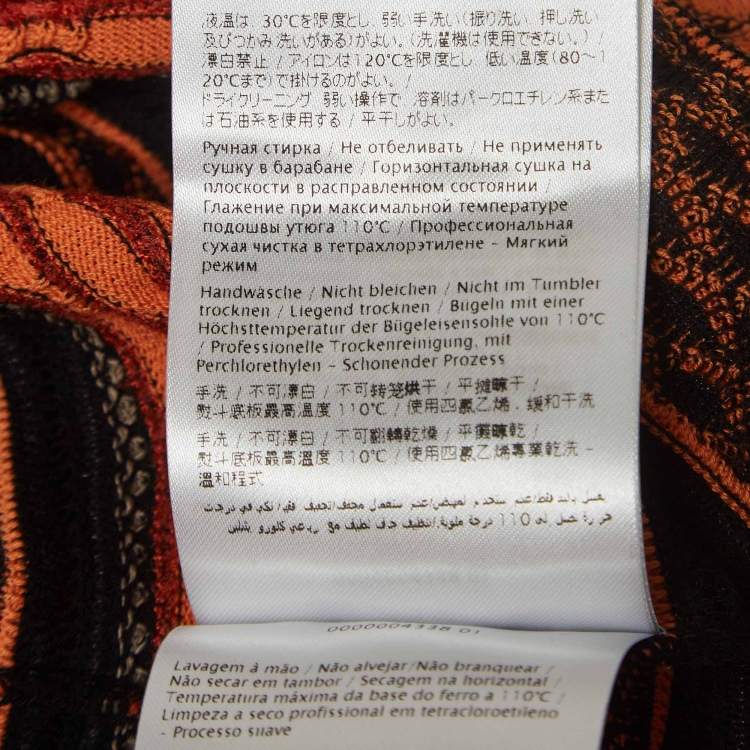 液温は、30℃を限度とし、弱い手洗い(振り洗い、押し洗い
及びつかみ洗いがある)がよい。(洗濯機は使用できない。) /
漂白禁止 / アイロンは120℃を限度とし、低い温度(80〜1
20℃まで)で掛けるのがよい。 /
ドライクリーニング、弱い操作で、溶剤はパークロエチレン系また
は石油系を使用する / 平干しがよい。
Ручная стирка / Не отбеливать / Не применять
сушку в барабане / Горизонтальная сушка на
плоскости в расправленном состоянии /
Глажение при максимальной температуре
подошвы утюга 110°C / Профессиональная
сухая чистка в тетрахлорэтилене – Мягкий
режим
Handwäsche / Nicht bleichen / Nicht im Tumbler
trocknen / Liegend trocknen / Bügeln mit einer
Höchsttemperatur der Bügeleisensohle von 110°C
/ Professionelle Trockenreinigung, mit
Perchlorethylen – Schonender Prozess
手洗 / 不可漂白 / 不可转笼烘干 / 平摊晾干 /
熨斗底板最高温度 110℃ / 使用四氯乙烯，缓和干洗
手洗 / 不可漂白 / 不可翻轉乾燥 / 平攤晾乾 /
熨斗底板最高溫度 110℃ / 使用四氯乙烯專業乾洗 -
溫和程式
0000004338 01
Lavagem à mão / Não alvejar/Não branquear /
Não secar em tambor / Secagem na horizontal /
Temperatura máxima da base do ferro a 110°C /
Limpeza a seco profissional em tetracloroetileno
- Processo suave